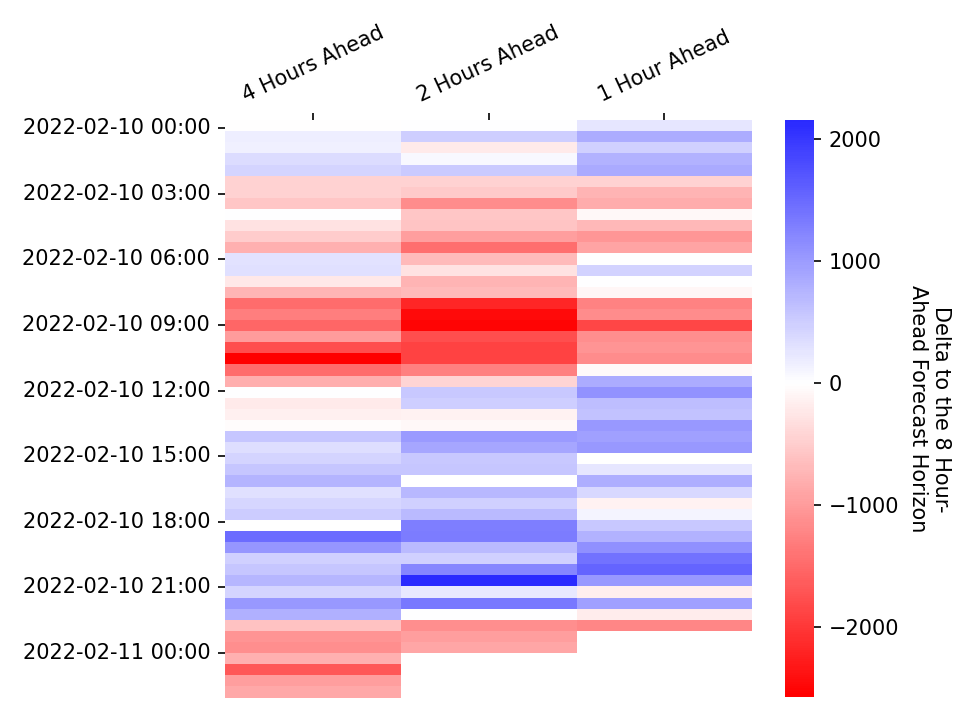 4 Hours Ahead
2 Hours Ahead
1 Hour Ahead
2022-02-10 00:00
2022-02-10 03:00
2022-02-10 06:00
2022-02-10 09:00
2022-02-10 12:00
2022-02-10 15:00
2022-02-10 18:00
2022-02-10 21:00
2022-02-11 00:00
2000
1000
0
−1000
−2000
Delta to the 8 Hour-
Ahead Forecast Horizon